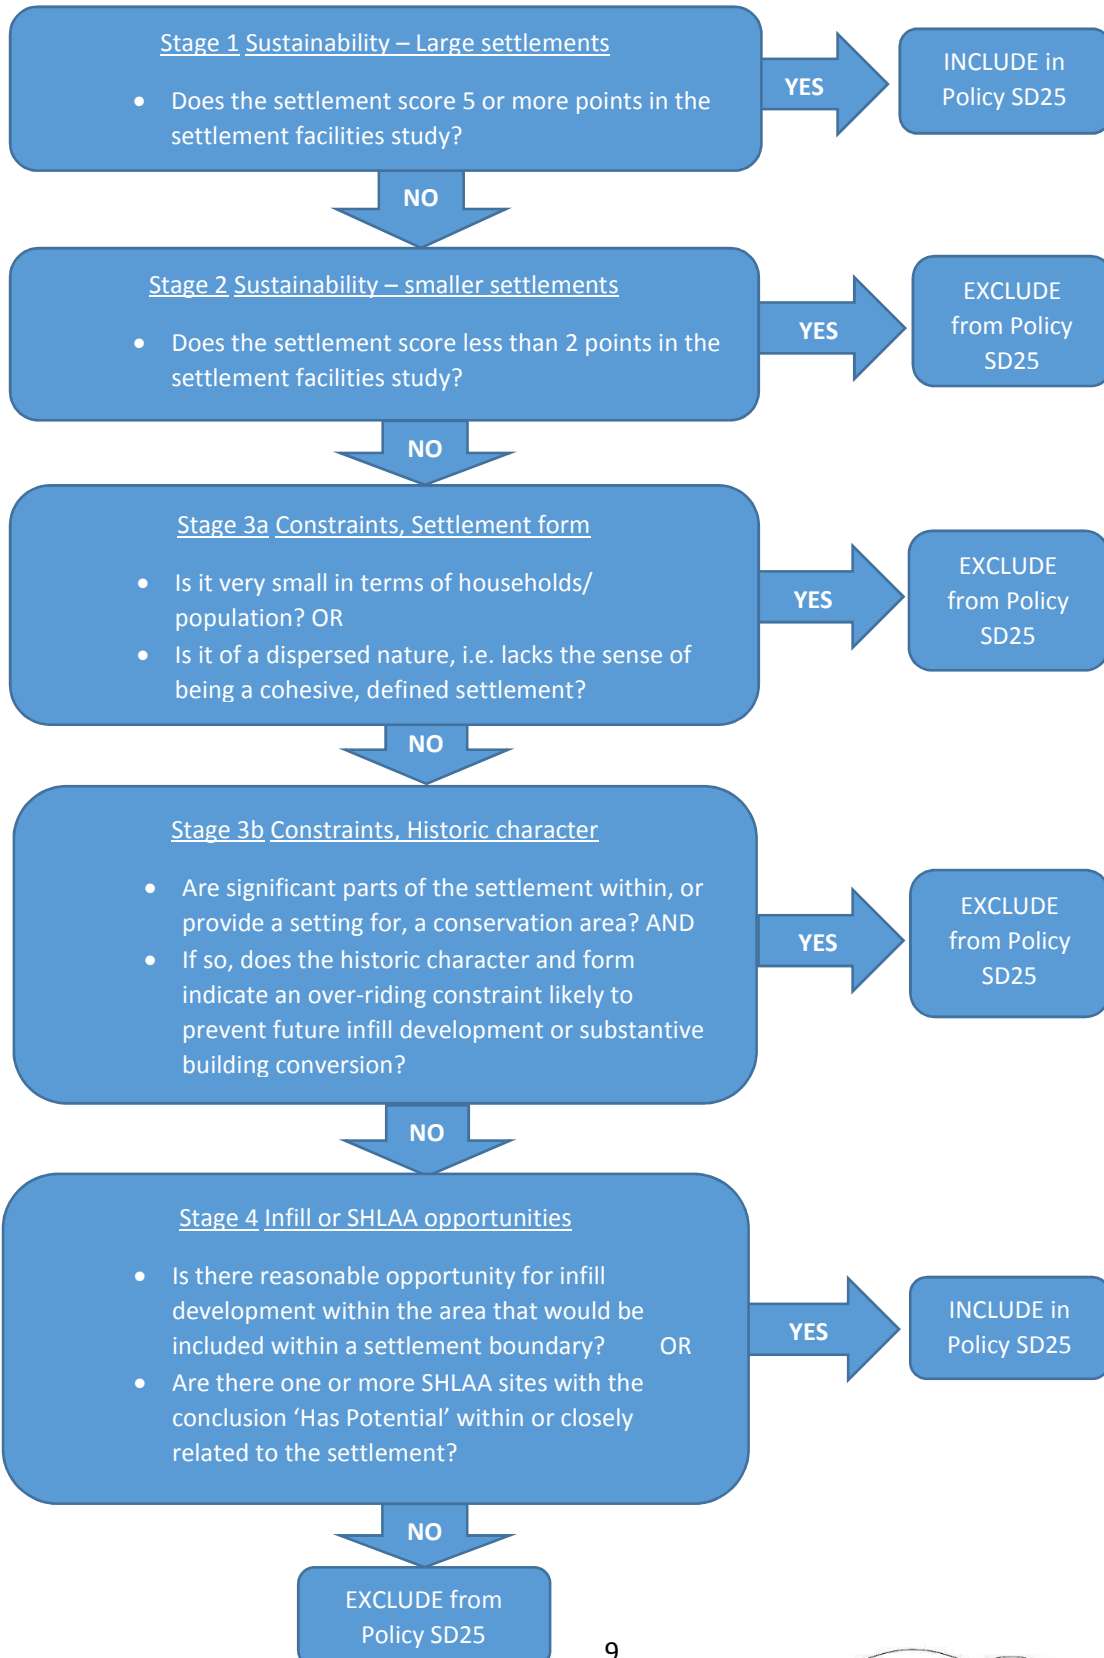 Stage 1 Sustainability – Large settlements
• Does the settlement score 5 or more points in the
settlement facilities study?
YES
INCLUDE in
Policy SD25
NO
Stage 2 Sustainability – smaller settlements
• Does the settlement score less than 2 points in the
settlement facilities study?
YES
EXCLUDE
from Policy
SD25
NO
Stage 3a Constraints, Settlement form
• Is it very small in terms of households/
population? OR
• Is it of a dispersed nature, i.e. lacks the sense of
being a cohesive, defined settlement?
YES
EXCLUDE
from Policy
SD25
NO
Stage 3b Constraints, Historic character
• Are significant parts of the settlement within, or
provide a setting for, a conservation area? AND
• If so, does the historic character and form
indicate an over-riding constraint likely to
prevent future infill development or substantive
building conversion?
YES
EXCLUDE
from Policy
SD25
NO
Stage 4 Infill or SHLAA opportunities
• Is there reasonable opportunity for infill
development within the area that would be
included within a settlement boundary? OR
• Are there one or more SHLAA sites with the
conclusion ‘Has Potential’ within or closely
related to the settlement?
YES
INCLUDE in
Policy SD25
NO
EXCLUDE from
Policy SD25
9